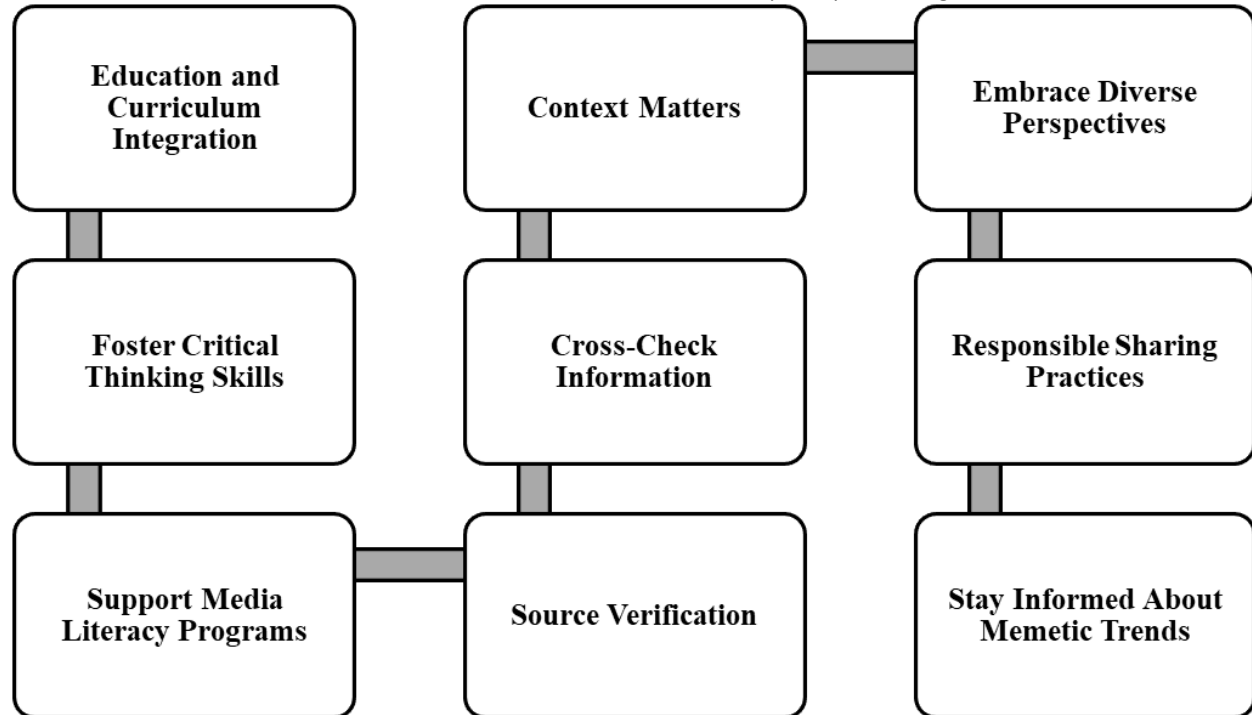 Education and
Curriculum
Integration
Foster Critical
Thinking Skills
Support Media
Literacy Programs
Source Verification
Cross-Check
Information
Context Matters
Embrace Diverse
Perspectives
Responsible Sharing
Practices
Stay Informed About
Memetic Trends